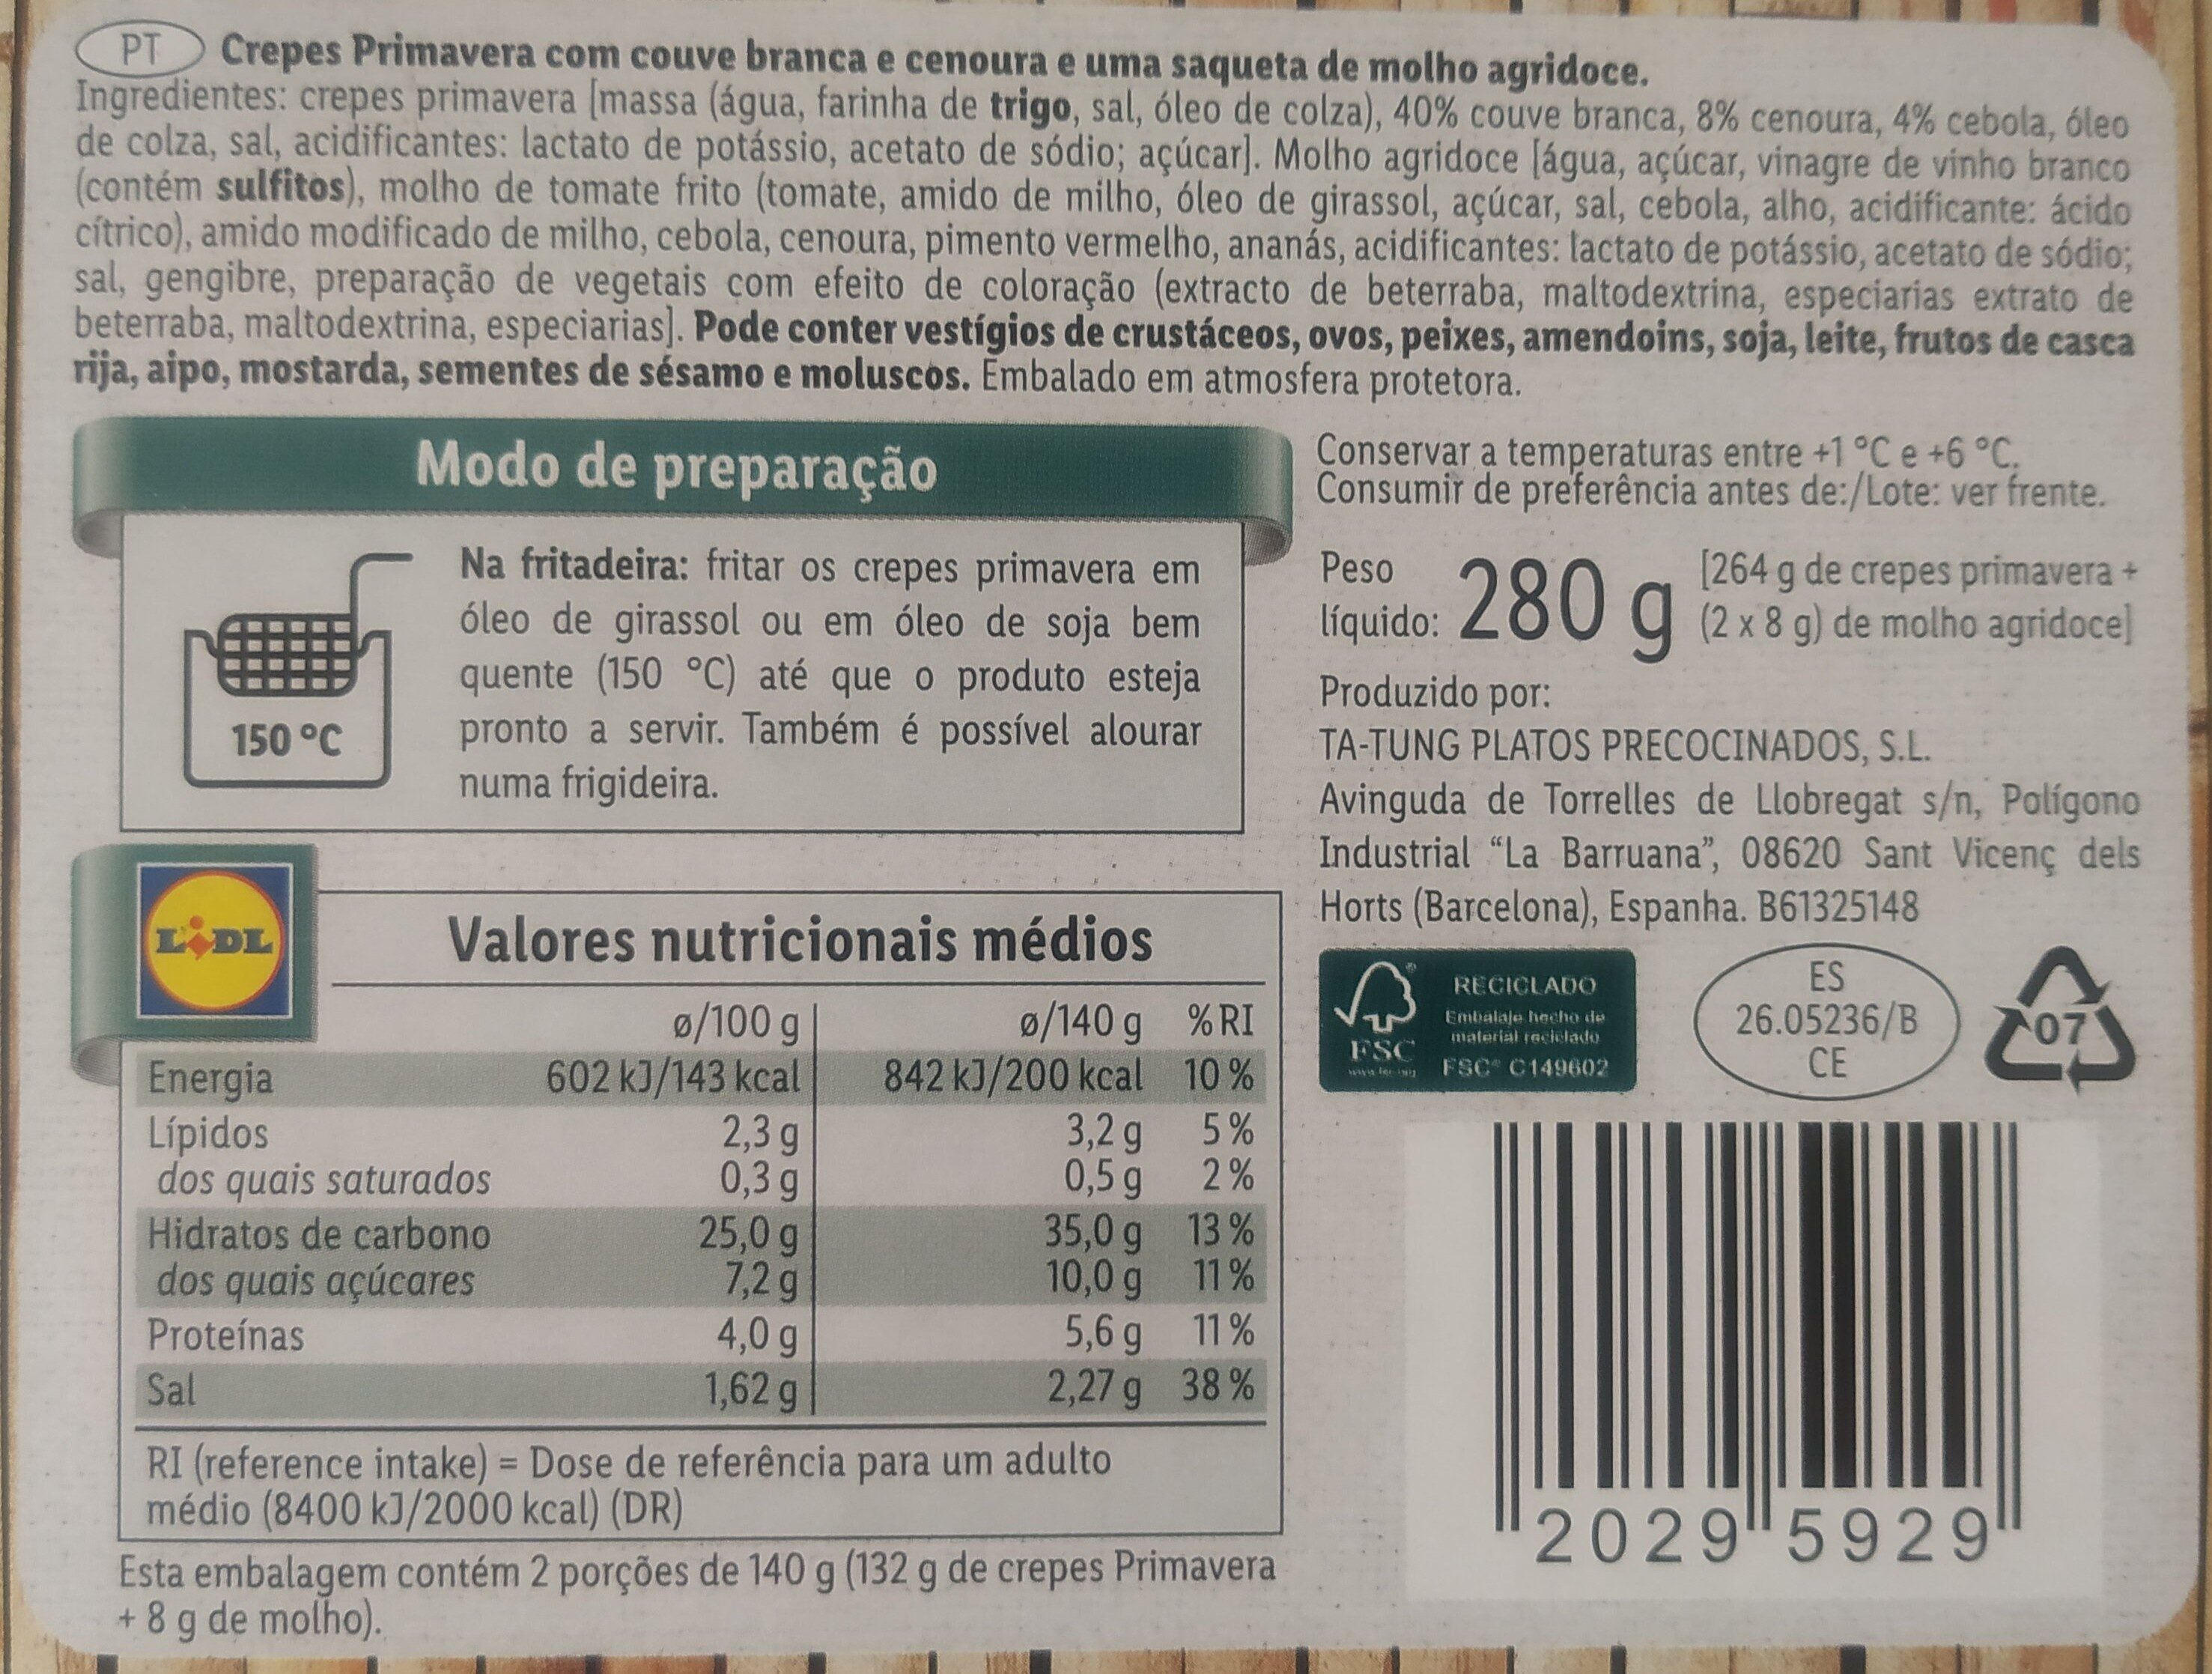 PT Crepes Primavera com couve branca e cenoura e uma saqueta de molho agridoce.
Ingredientes: crepes primavera [massa (água, farinha de trigo, sal, óleo de colza), 40% couve branca, 8% cenoura, 4% cebola, óleo
de colza, sal, acidificantes: lactato de potássio, acetato de sódio; açúcar]. Molho agridoce [água, açúcar, vinagre de vinho branco
(contém sulfitos), molho de tomate frito (tomate, amido de milho, óleo de girassol, açúcar, sal, cebola, alho, acidificante: ácido
cítrico), amido modificado de milho, cebola, cenoura, pimento vermelho, ananás, acidificantes: lactato de potássio, acetato de sódio;
sal, gengibre, preparação de vegetais com efeito de coloração (extracto de beterraba, maltodextrina, especiarias extrato de
beterraba, maltodextrina, especiarias]. Pode conter vestígios de crustáceos, ovos, peixes, amendoins, soja, leite, frutos de casca
rija, aipo, mostarda, sementes de sésamo e moluscos. Embalado em atmosfera protetora.
Modo de preparação
150 °C
Na fritadeira: fritar os crepes primavera em
óleo de girassol ou em óleo de soja bem
quente (150 °C) até que o produto esteja
pronto a servir. Também é possível alourar
numa frigideira.
Conservar a temperaturas entre +1 °C e +6 °C.
Consumir de preferência antes de:/Lote: ver frente.
Peso líquido: 280 g [264 g de crepes primavera +
(2 x 8 g) de molho agridoce]
Produzido por:
TA-TUNG PLATOS PRECOCINADOS, S.L.
Avinguda de Torrelles de Llobregat s/n, Polígono
Industrial “La Barruana”, 08620 Sant Vicenç dels
Horts (Barcelona), Espanha. B61325148
LIDL
Valores nutricionais médios
ø/100 g ø/140 g % RI
Energia 602 kJ/143 kcal 842 kJ/200 kcal 10 %
Lípidos 2,3 g 3,2 g 5 %
dos quais saturados 0,3 g 0,5 g 2 %
Hidratos de carbono 25,0 g 35,0 g 13 %
dos quais açúcares 7,2 g 10,0 g 11 %
Proteínas 4,0 g 5,6 g 11 %
Sal 1,62 g 2,27 g 38 %
RI (reference intake) = Dose de referência para um adulto
médio (8400 kJ/2000 kcal) (DR)
Esta embalagem contém 2 porções de 140 g (132 g de crepes Primavera
+ 8 g de molho).
FSC
RECICLADO
Embalaje hecho de
material reciclado
FSC® C149602
ES
26.05236/B
CE
07
2029 5929